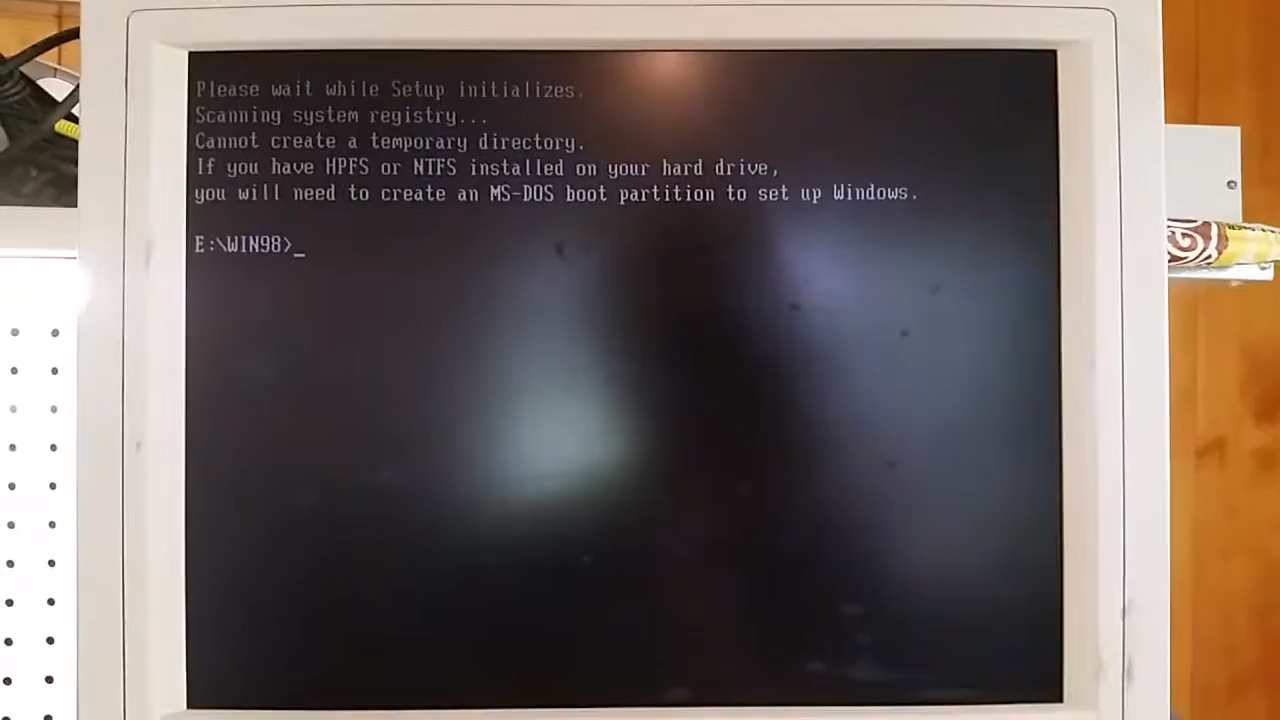 Please wait while Setup initializes.
Scanning system registry...
Cannot create a temporary directory.
If you have HPFS or NTFS installed on your hard drive,
you will need to create an MS-DOS boot partition to set up Windows.
E:\WIN98>_